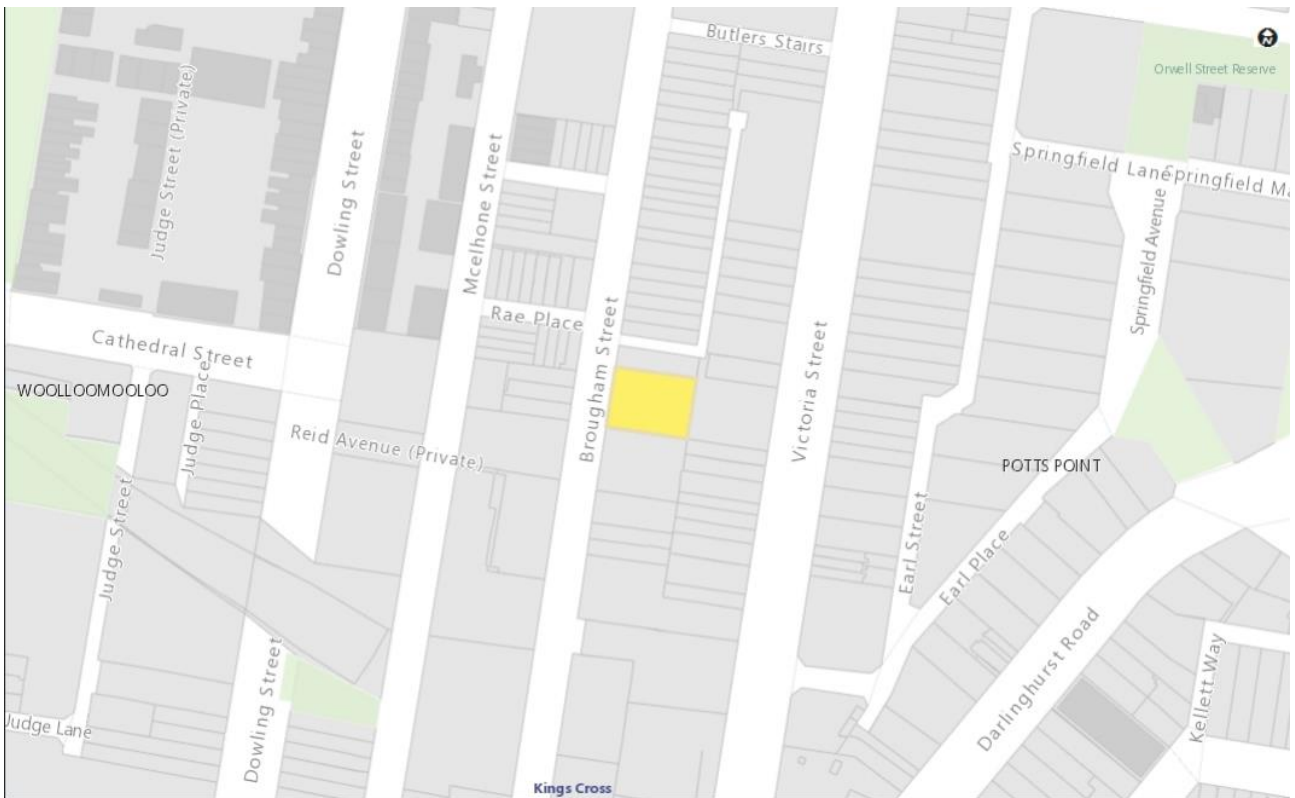 Butlers Stairs
Orwell Street Reserve
Judge Street (Private)
Dowling Street
Mcelhone Street
Springfield Lane
Springfield Ma
Springfield Avenue
Rae Place
Cathedral Street
Brougham Street
Victoria Street
WOOLLOOMOOLOO
Judge Place
Reid Avenue (Private)
POTTS POINT
Judge Street
Earl Street
Earl Place
Darlinghurst Road
Kellett Way
Dowling Street
Judge Lane
Kings Cross